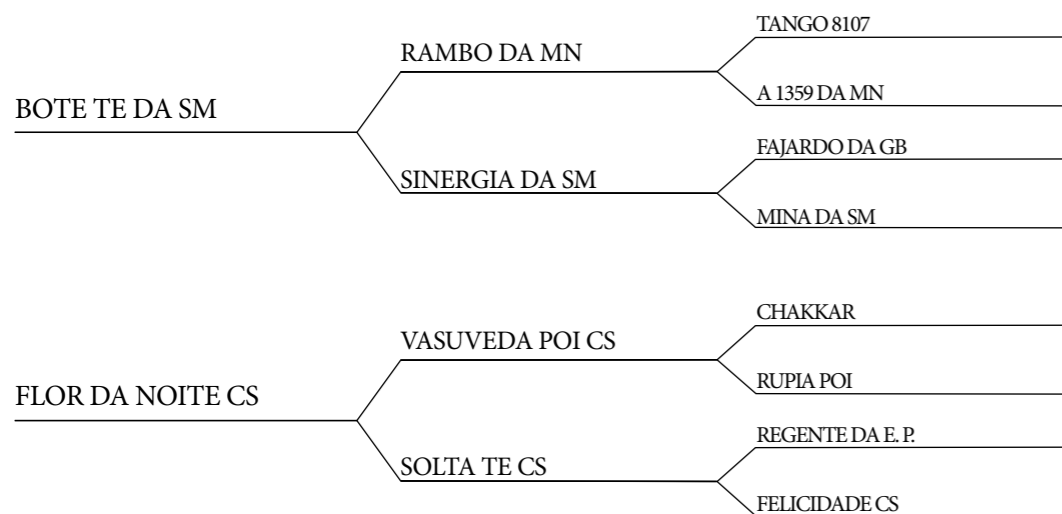 TANGO 8107
RAMBO DA MN
A 1359 DA MN
BOTE TE DA SM
FAJARDO DA GB
SINERGIA DA SM
MINA DA SM
CHAKKAR
VASUVEDA POI CS
RUPIA POI
FLOR DA NOITE CS
REGENTE DA E. P.
SOLTA TE CS
FELICIDADE CS